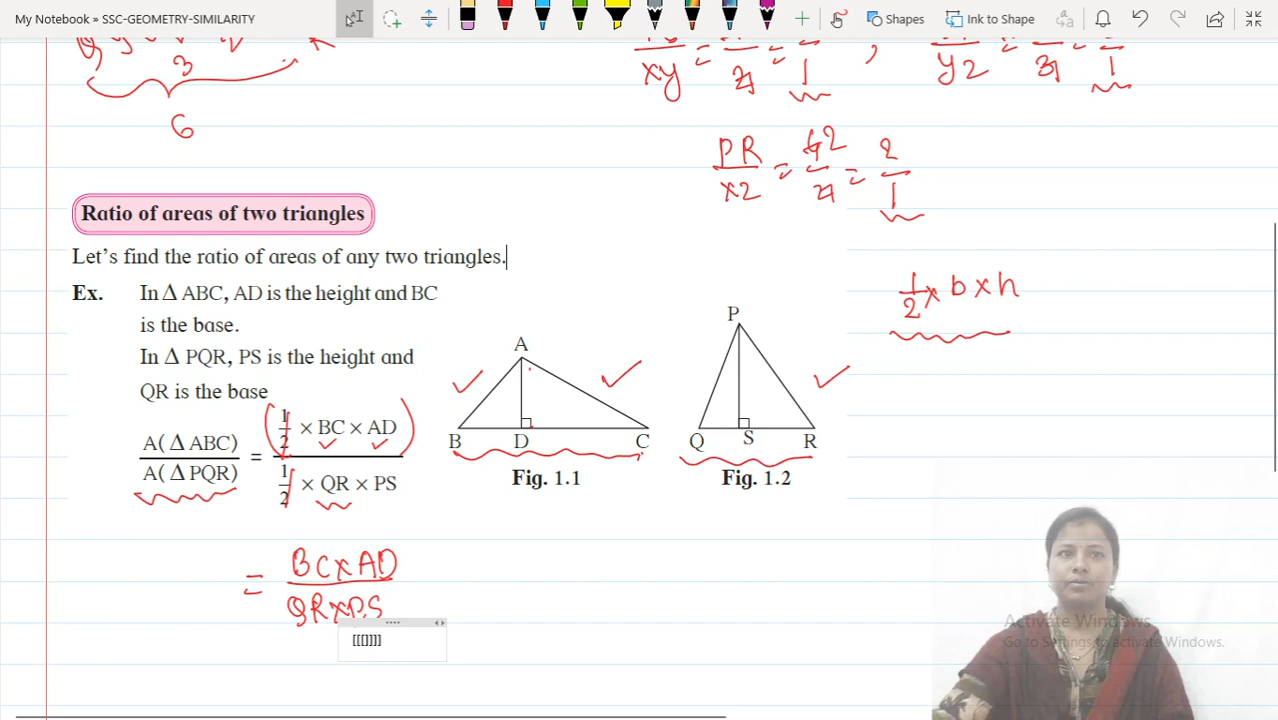 My Notebook » SSC-GEOMETRY-SIMILARITY
Shapes
Ink to Shape
3
6
xy
yz
PR/xz = 2/1
Ratio of areas of two triangles
Let's find the ratio of areas of any two triangles.
Ex. In Δ ABC, AD is the height and BC
is the base.
In Δ PQR, PS is the height and
QR is the base
A(Δ ABC)/A(Δ PQR) = 1/2 × BC × AD / 1/2 × QR × PS
= BC×AD / QR×PS
[[[]]]]
A
B
D
C
Fig. 1.1
P
Q
S
R
Fig. 1.2
1/2 × b × h
Activate Windows
Go to Settings to activate Windows.